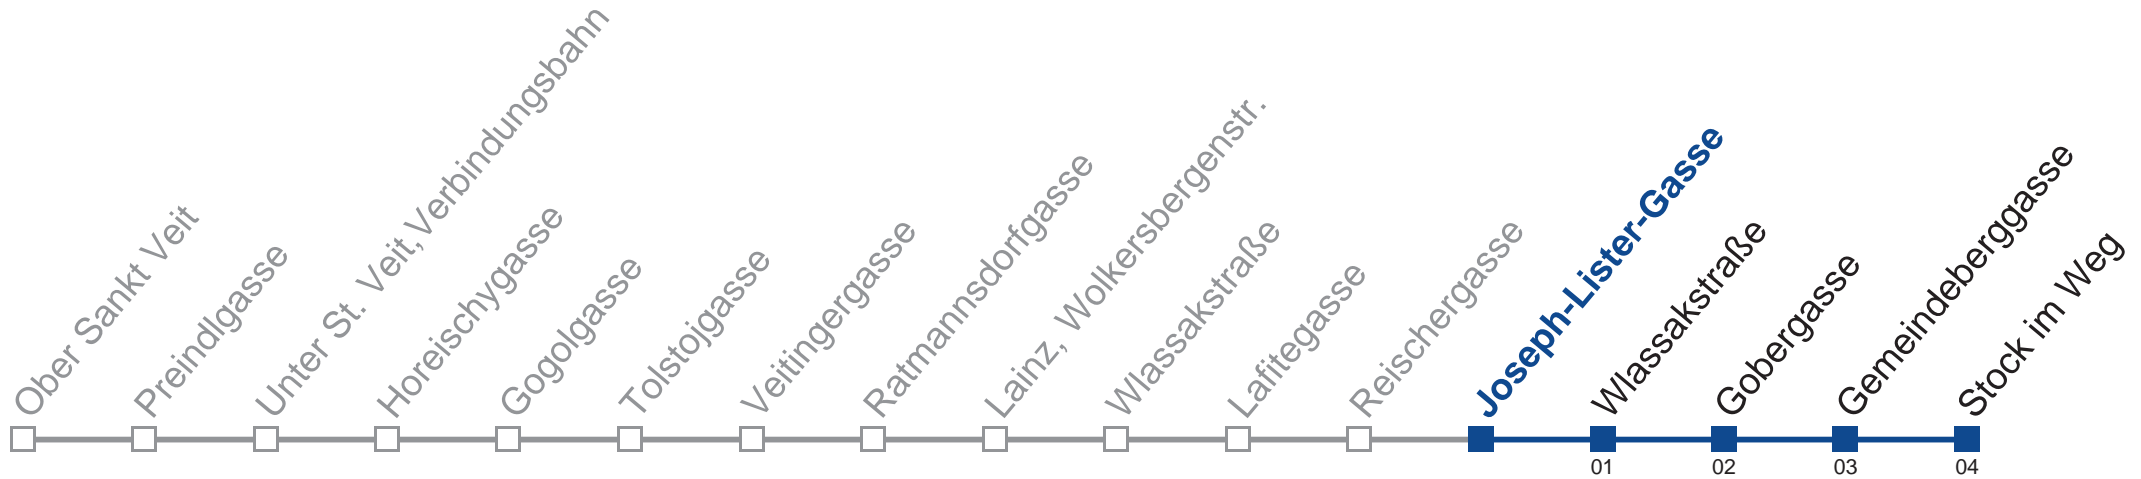 Ober Sankt Veit
Preindlgasse
Unter St. Veit, Verbindungsbahn
Horeischygasse
Gogolgasse
Tolstojgasse
Veitingergasse
Ratmannsdorfgasse
Lainz, Wolkersbergenstr.
Wlassakstraße
Lafitegasse
Reischergasse
Joseph-Lister-Gasse
Wlassakstraße
Gobergasse
Gemeindeberggasse
Stock im Weg
01
02
03
04